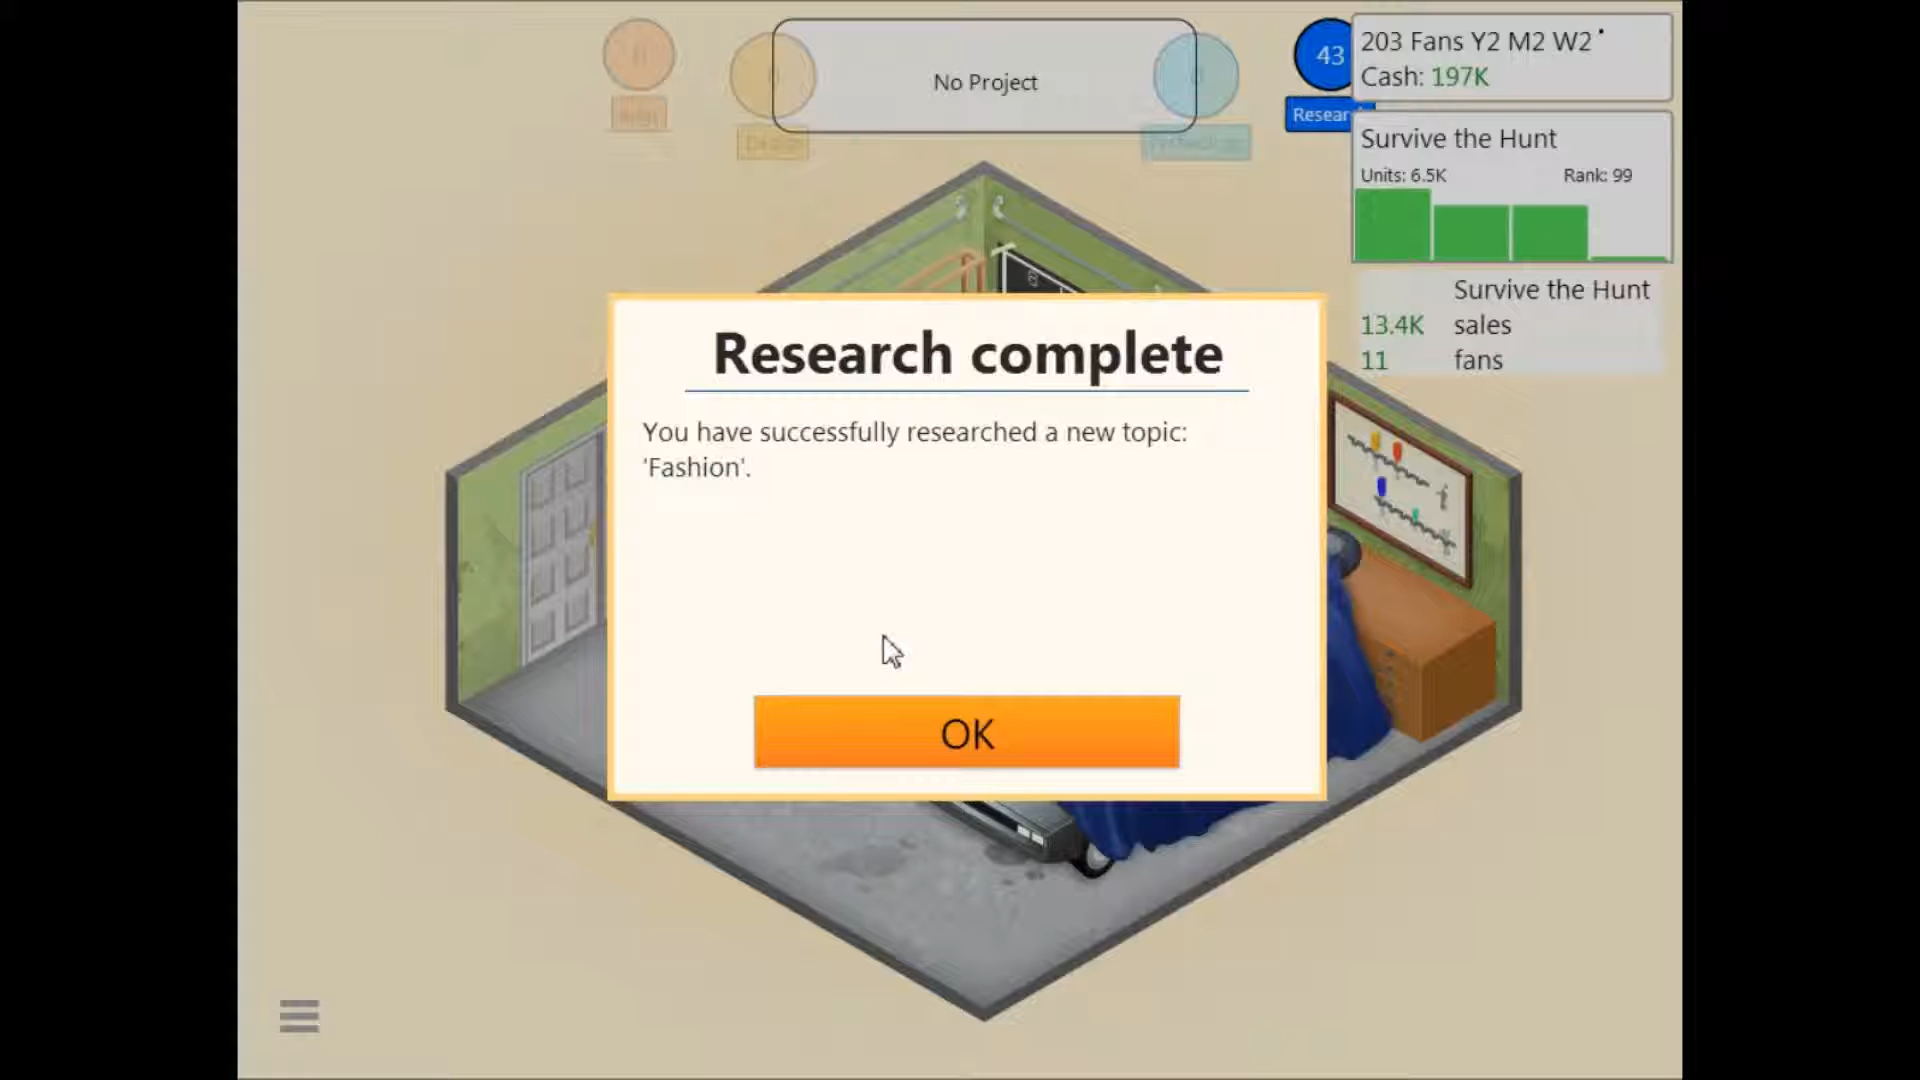 No Project
43
203 Fans Y2 M2 W2
Cash: 197K
Survive the Hunt
Units: 6.5K
Rank: 99
Survive the Hunt
13.4K sales
11 fans
Research complete
You have successfully researched a new topic:
'Fashion'.
OK